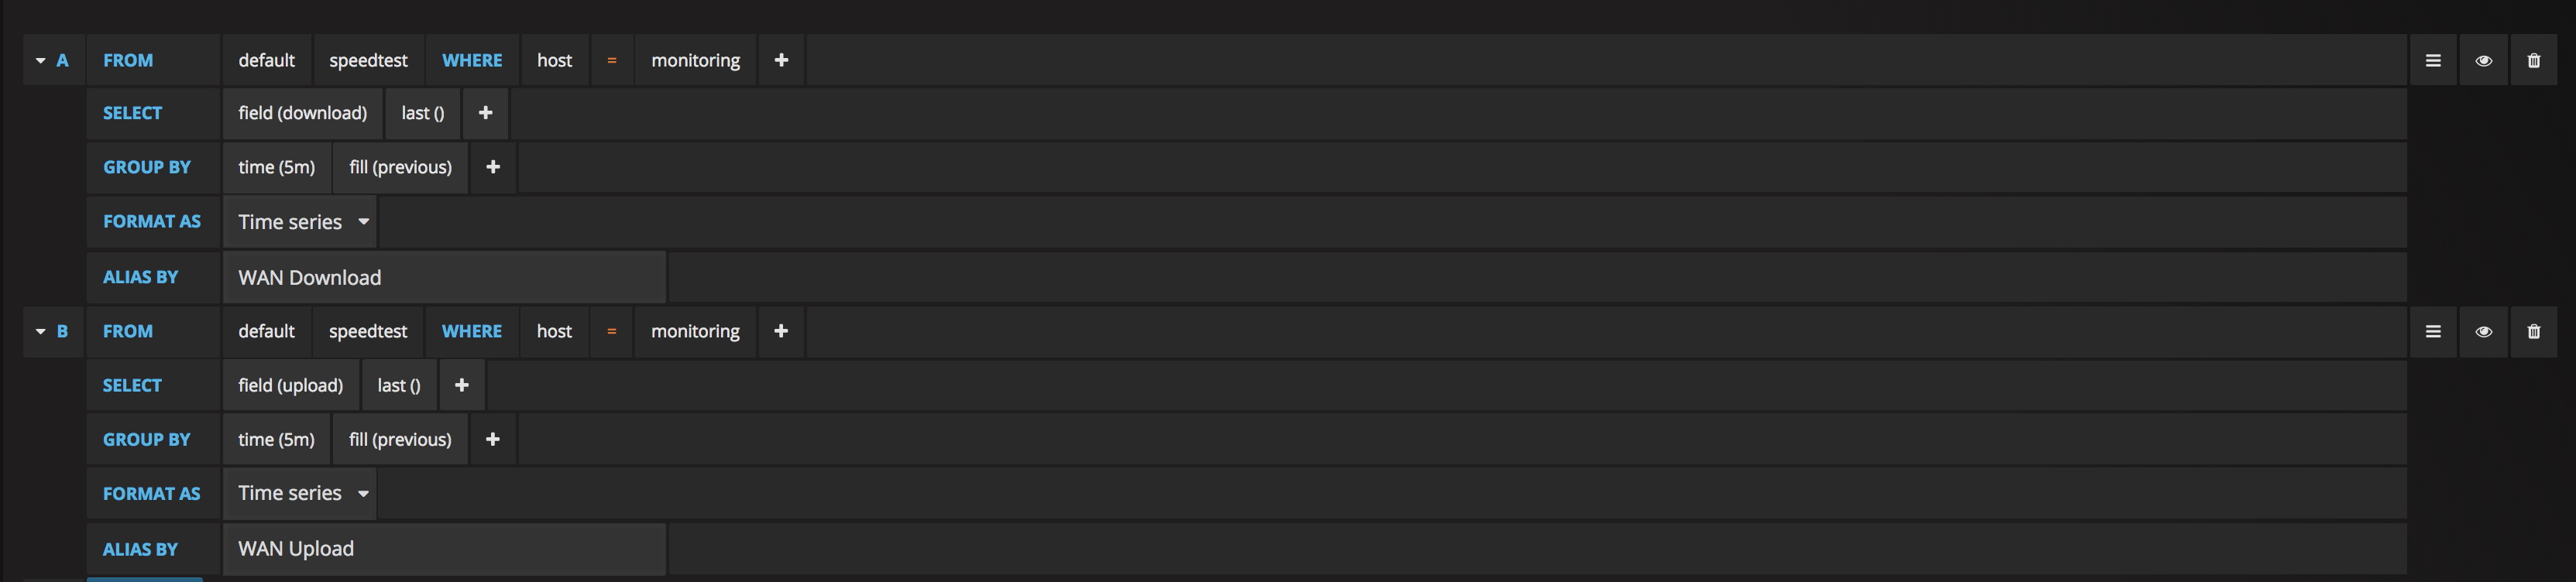 A FROM default speedtest WHERE host = monitoring +
SELECT field (download) last () +
GROUP BY time (5m) fill (previous) +
FORMAT AS Time series
ALIAS BY WAN Download
B FROM default speedtest WHERE host = monitoring +
SELECT field (upload) last () +
GROUP BY time (5m) fill (previous) +
FORMAT AS Time series
ALIAS BY WAN Upload